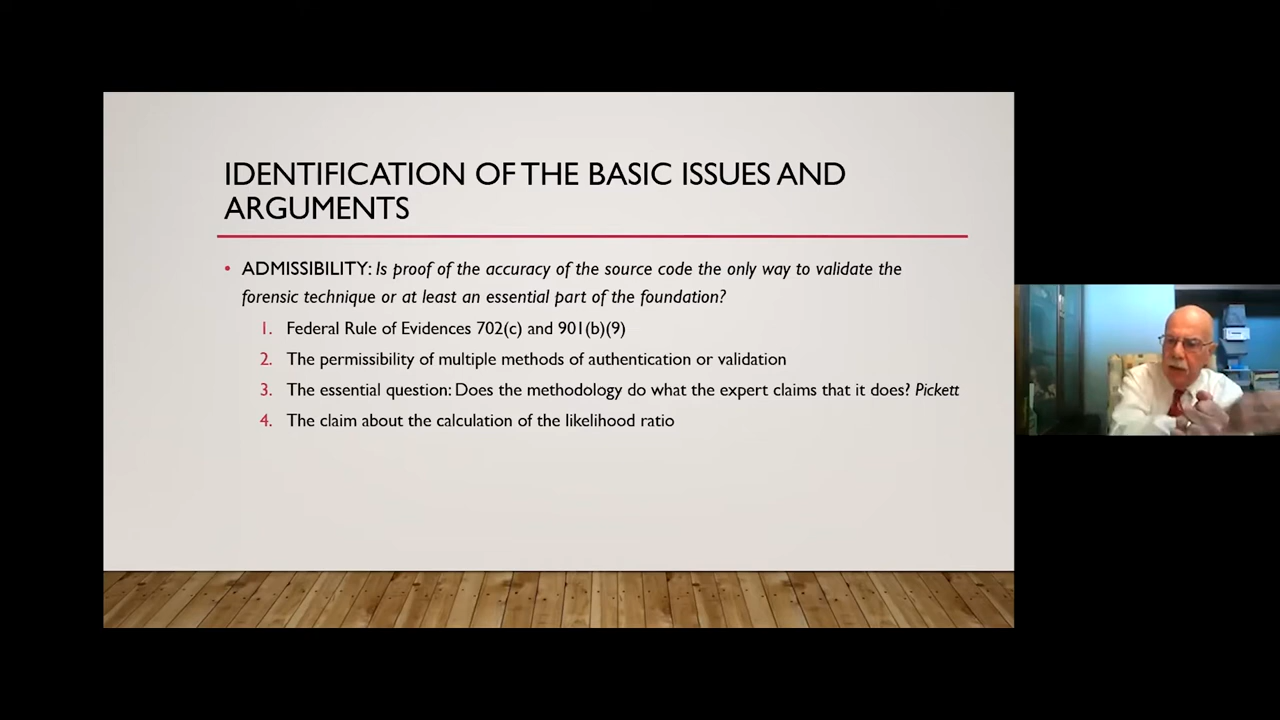 IDENTIFICATION OF THE BASIC ISSUES AND
ARGUMENTS
• ADMISSIBILITY: Is proof of the accuracy of the source code the only way to validate the
forensic technique or at least an essential part of the foundation?
1. Federal Rule of Evidences 702(c) and 901(b)(9)
2. The permissibility of multiple methods of authentication or validation
3. The essential question: Does the methodology do what the expert claims that it does? Pickett
4. The claim about the calculation of the likelihood ratio